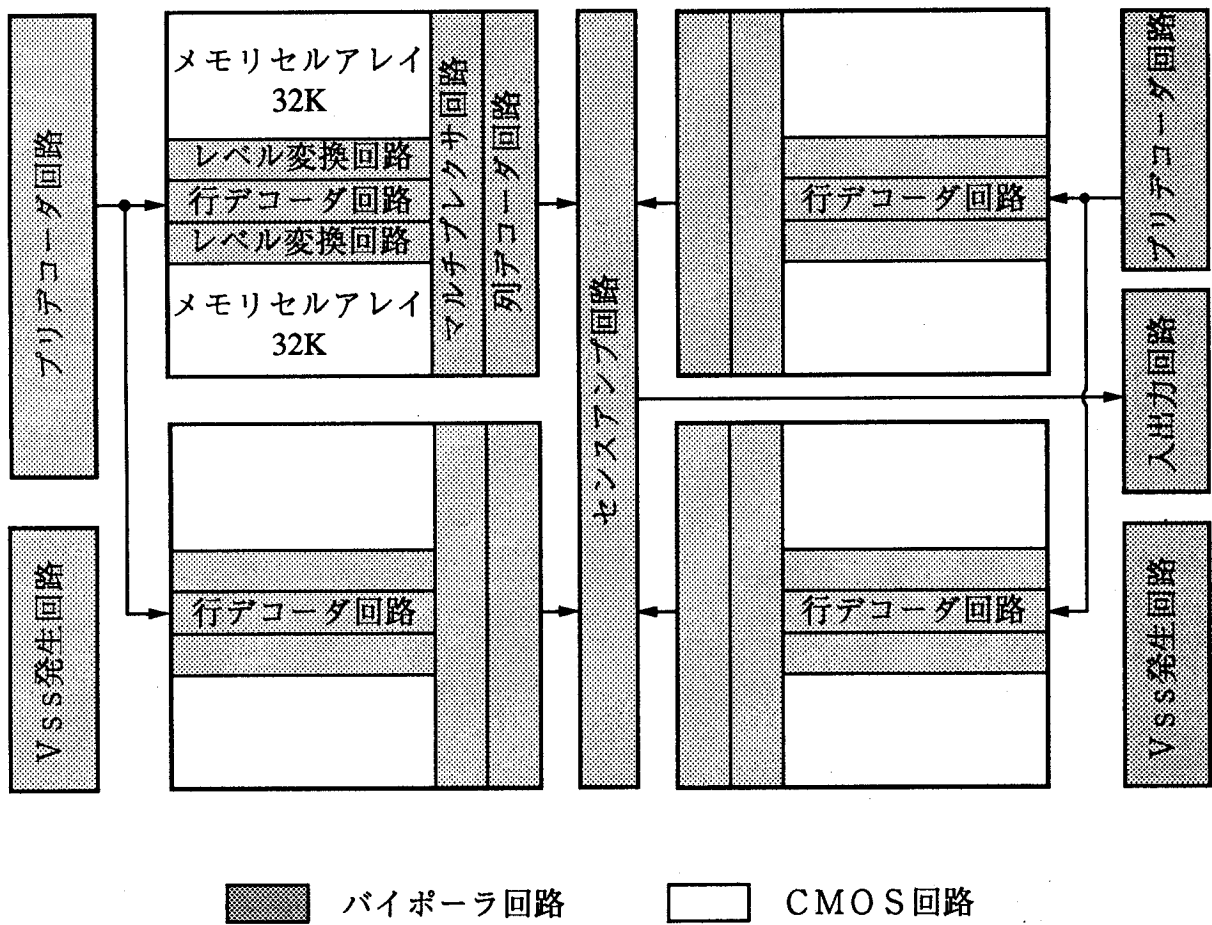 プリデコーダ回路
メモリセルアレイ
32K
レベル変換回路
行デコーダ回路
レベル変換回路
メモリセルアレイ
32K
マルチプレクサ回路
列デコーダ回路
センスアンプ回路
行デコーダ回路
プリデコーダ回路
入出力回路
Vss発生回路
行デコーダ回路
行デコーダ回路
Vss発生回路
バイポーラ回路
CMOS回路